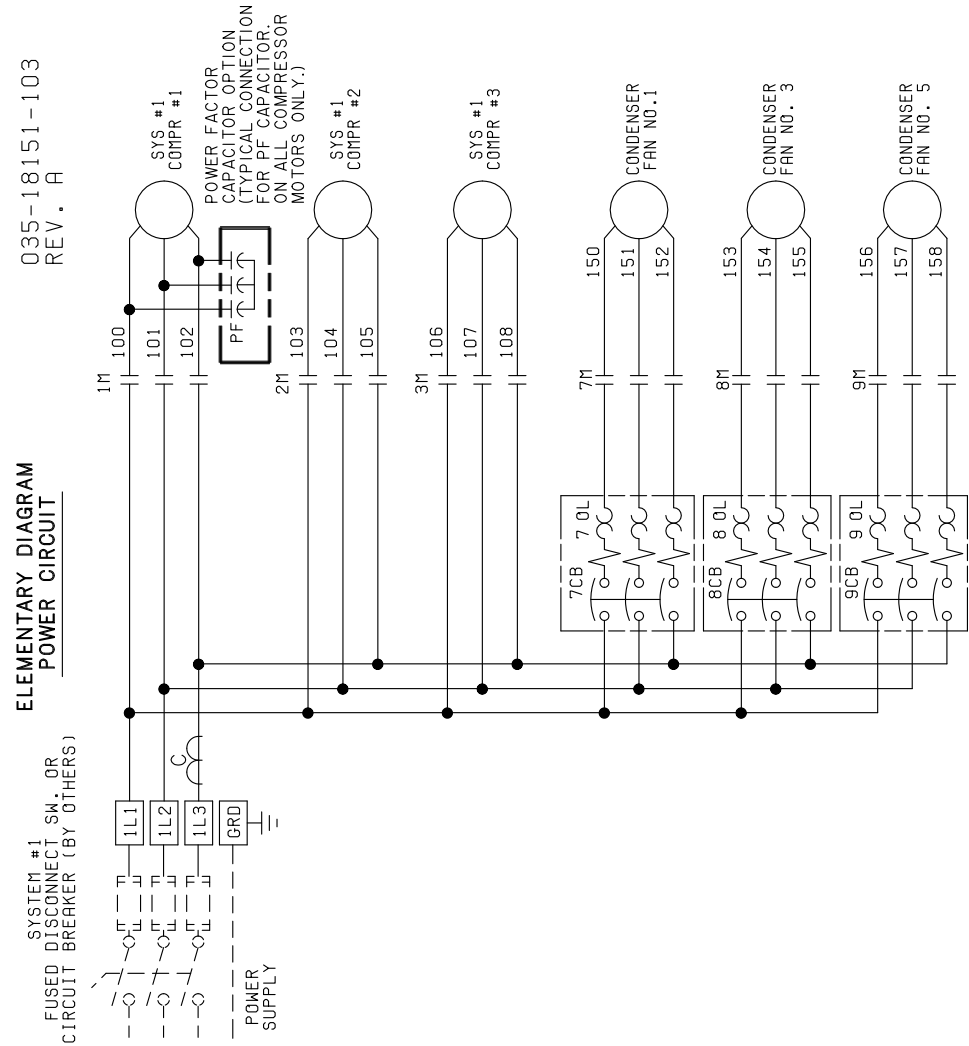 035-18151-103
REV. A
ELEMENTARY DIAGRAM
POWER CIRCUIT
SYSTEM #1
FUSED DISCONNECT SW. OR
CIRCUIT BREAKER (BY OTHERS)
POWER
SUPPLY
1L1
1L2
1L3
GRD
C
1M
100
101
102
SYS #1
COMPR #1
PF
POWER FACTOR
CAPACITOR OPTION
(TYPICAL CONNECTION
FOR PF CAPACITOR.
ON ALL COMPRESSOR
MOTORS ONLY.)
2M
103
104
105
SYS #1
COMPR #2
3M
106
107
108
SYS #1
COMPR #3
7CB
7 OL
7M
150
151
152
CONDENSER
FAN NO.1
8CB
8 OL
8M
153
154
155
CONDENSER
FAN NO. 3
9CB
9 OL
9M
156
157
158
CONDENSER
FAN NO. 5